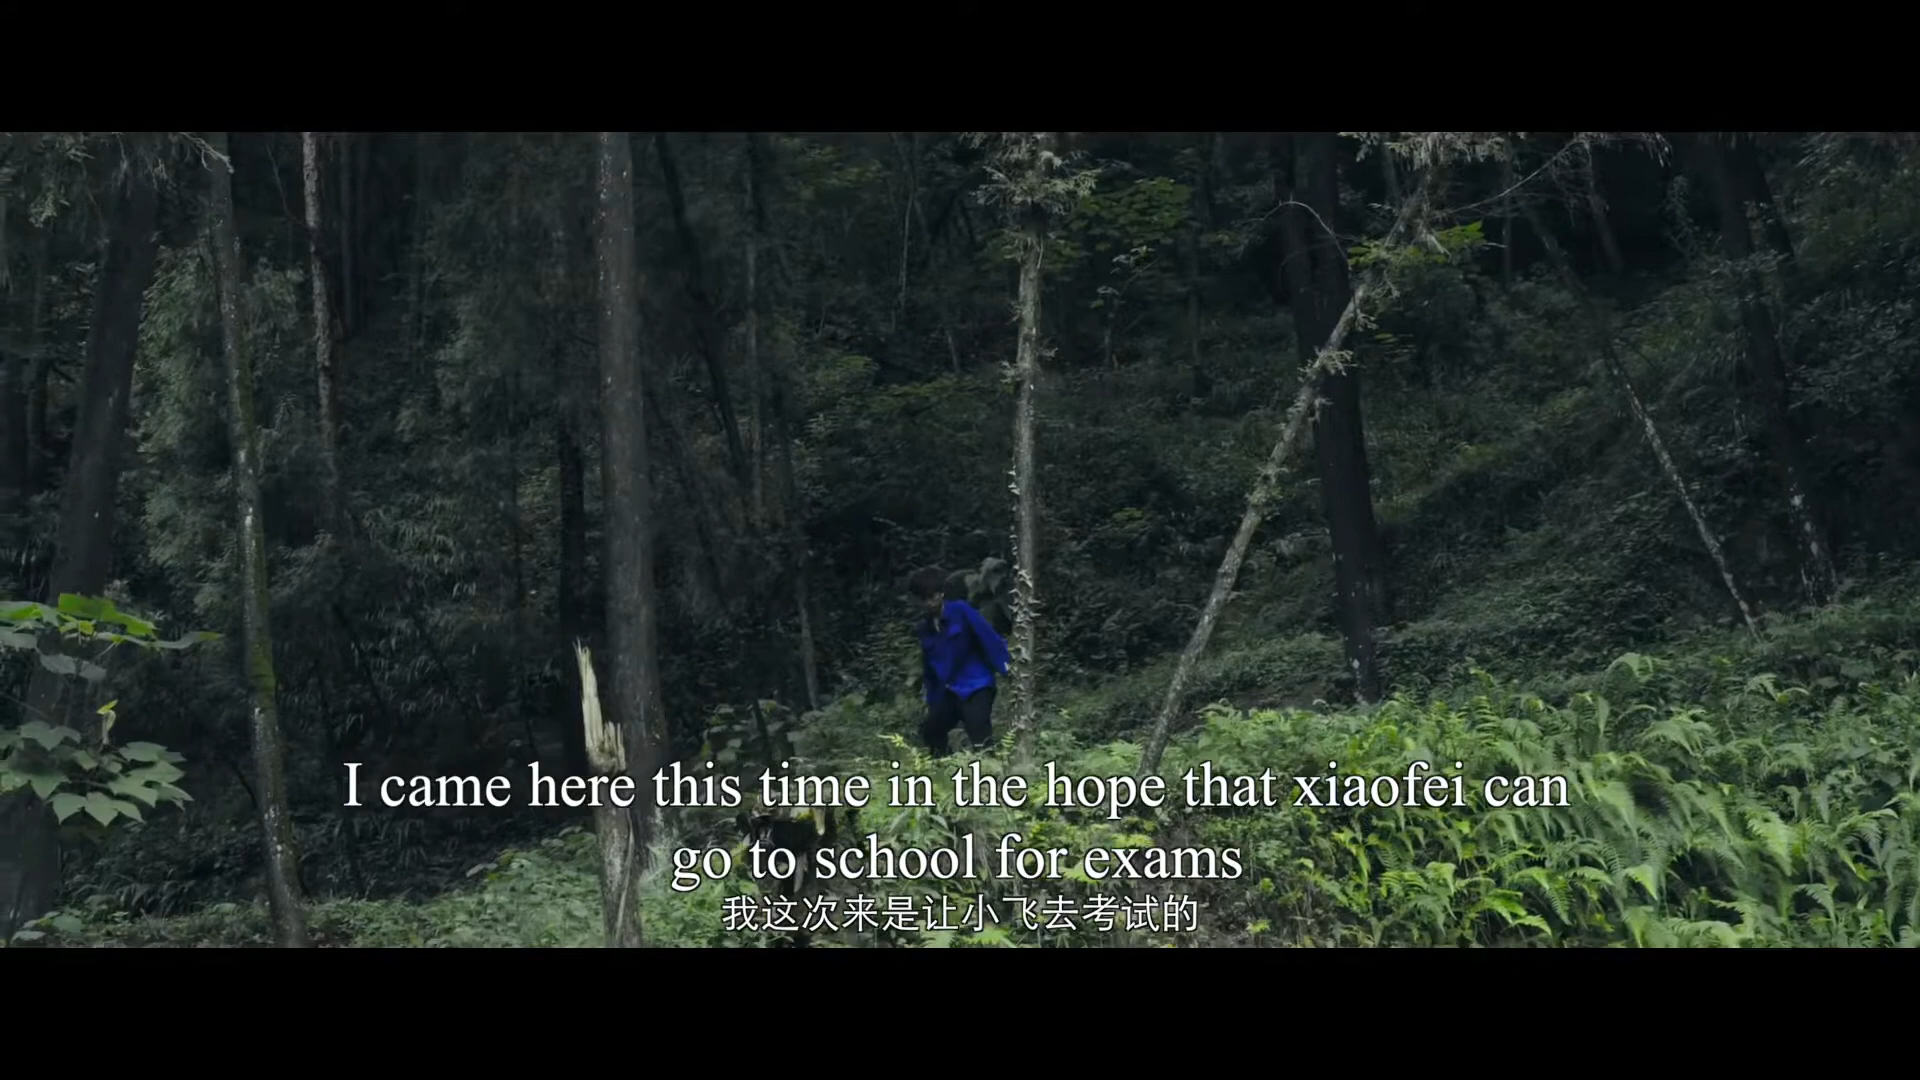 I came here this time in the hope that xiaofei can
go to school for exams
我这次来是让小飞去考试的